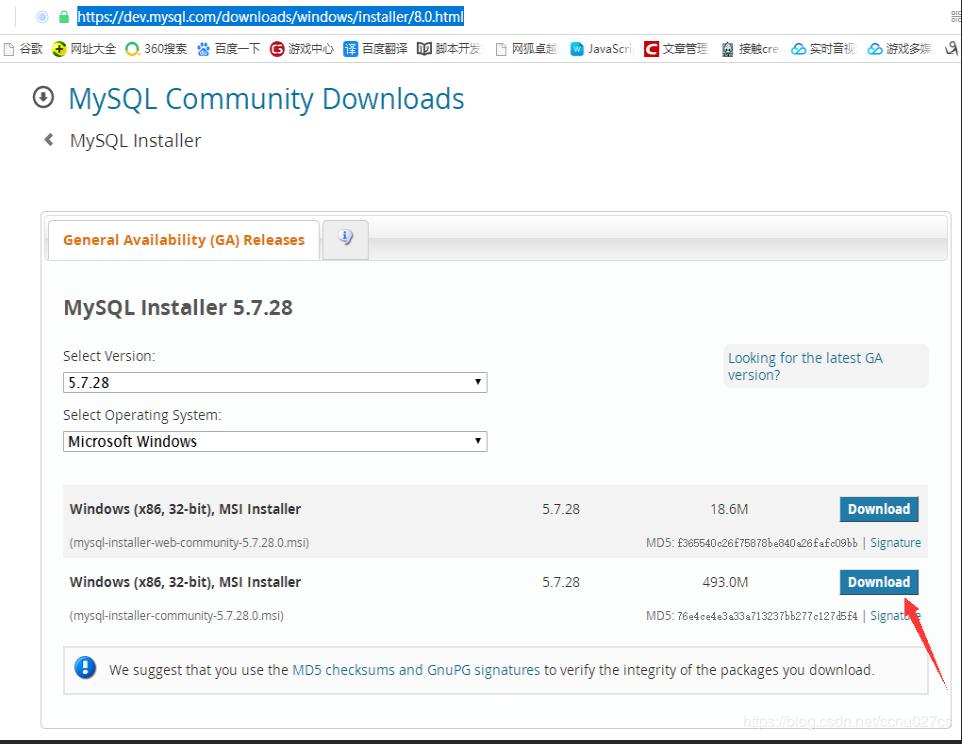 https://dev.mysql.com/downloads/windows/installer/8.0.html
谷歌 网址大全 360搜索 百度一下 游戏中心 百度翻译 脚本开发 网狐卓越 JavaScri 文章管理 接触cre 实时音视 游戏多媒
MySQL Community Downloads
MySQL Installer
General Availability (GA) Releases
MySQL Installer 5.7.28
Select Version:
5.7.28
Looking for the latest GA
version?
Select Operating System:
Microsoft Windows
Windows (x86, 32-bit), MSI Installer 5.7.28 18.6M Download
(mysql-installer-web-community-5.7.28.0.msi) MD5: f365540c26f75878be840a26fafc09bb | Signature
Windows (x86, 32-bit), MSI Installer 5.7.28 493.0M Download
(mysql-installer-community-5.7.28.0.msi) MD5: 76e4ce4e3a33a713237bb277c127d5f4 | Signature
We suggest that you use the MD5 checksums and GnuPG signatures to verify the integrity of the packages you download.
https://blog.csdn.net/ccnu027cs